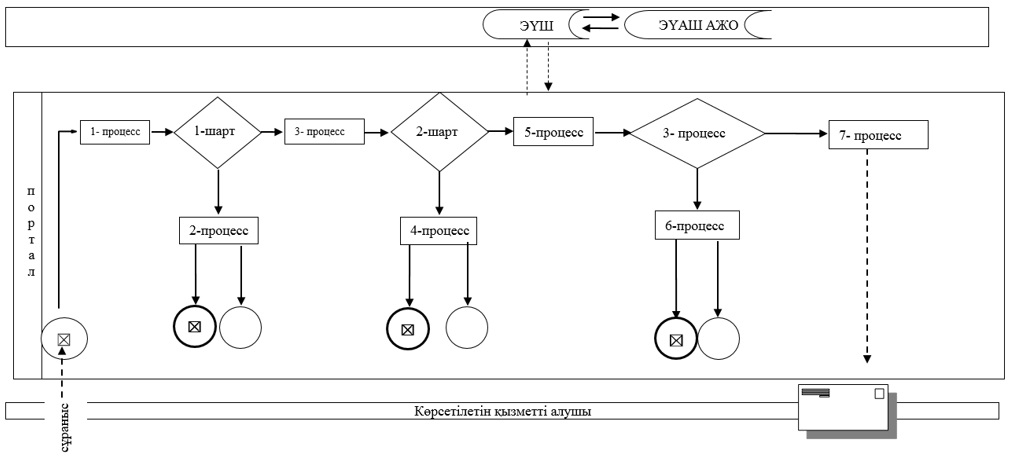 ЭҮШ
ЭҮАШ АЖО
1- процесс
1-шарт
3- процесс
2-шарт
5-процесс
3- процесс
7- процесс
2-процесс
4-процесс
6-процесс
портал
сұраныс
Көрсетілетін қызметті алушы